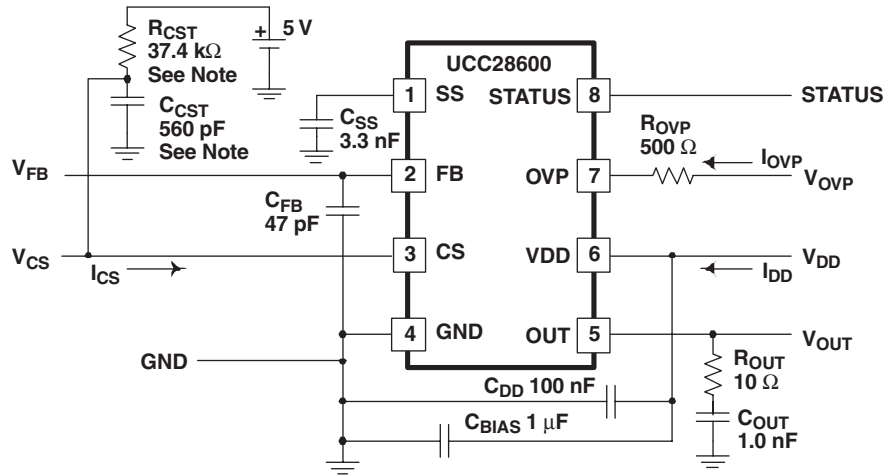 R_CST
37.4 kΩ
See Note
+
5 V
C_CST
560 pF
See Note
UCC28600
1
SS
STATUS
8
STATUS
C_SS
3.3 nF
R_OVP
500 Ω
I_OVP
V_FB
2
FB
OVP
7
V_OVP
C_FB
47 pF
V_CS
I_CS
3
CS
VDD
6
V_DD
I_DD
4
GND
OUT
5
V_OUT
GND
R_OUT
10 Ω
C_DD 100 nF
C_BIAS 1 μF
C_OUT
1.0 nF